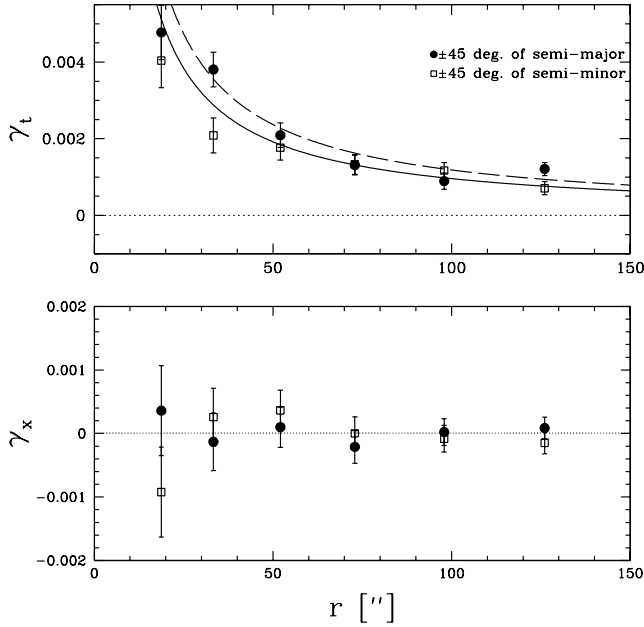 0.004
0.002
0
γt
●±45 deg. of semi-major
□±45 deg. of semi-minor
0 50 100 150
0.002
0.001
0
−0.001
−0.002
γx
0 50 100 150
r ["]